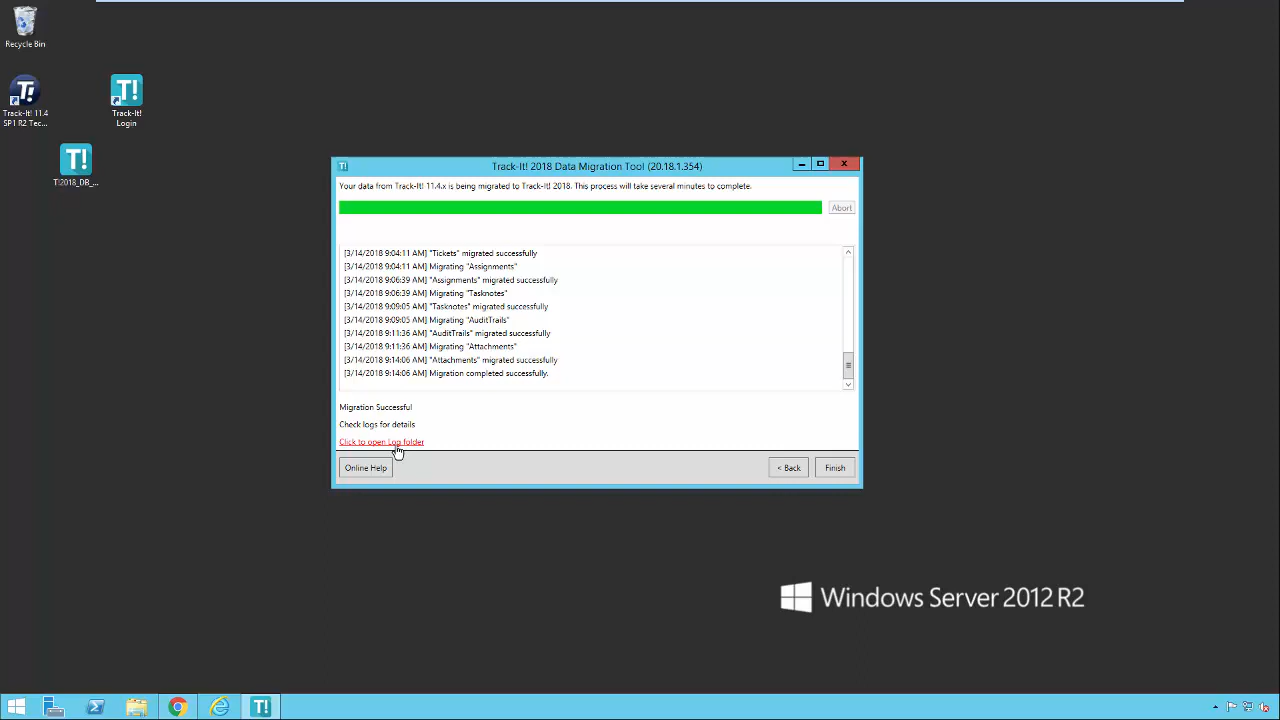 Recycle Bin
T!
Track-It! 11.4
SP1 R2 Tec...
T!
Track-It!
Login
T!
T!2018_DB_...
T!
Track-It! 2018 Data Migration Tool (20.18.1.354)
Your data from Track-It! 11.4.x is being migrated to Track-It! 2018. This process will take several minutes to complete.
Abort
[3/14/2018 9:04:11 AM] "Tickets" migrated successfully
[3/14/2018 9:04:11 AM] Migrating "Assignments"
[3/14/2018 9:06:39 AM] "Assignments" migrated successfully
[3/14/2018 9:06:39 AM] Migrating "Tasknotes"
[3/14/2018 9:09:05 AM] "Tasknotes" migrated successfully
[3/14/2018 9:09:05 AM] Migrating "AuditTrails"
[3/14/2018 9:11:36 AM] "AuditTrails" migrated successfully
[3/14/2018 9:11:36 AM] Migrating "Attachments"
[3/14/2018 9:14:06 AM] "Attachments" migrated successfully
[3/14/2018 9:14:06 AM] Migration completed successfully.
Migration Successful
Check logs for details
Click to open Log folder
Online Help
< Back
Finish
Windows Server 2012 R2
T!